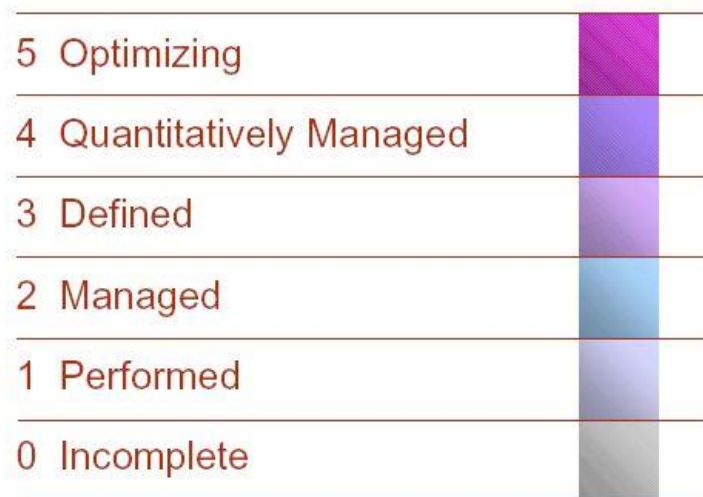 5 Optimizing
4 Quantitatively Managed
3 Defined
2 Managed
1 Performed
0 Incomplete